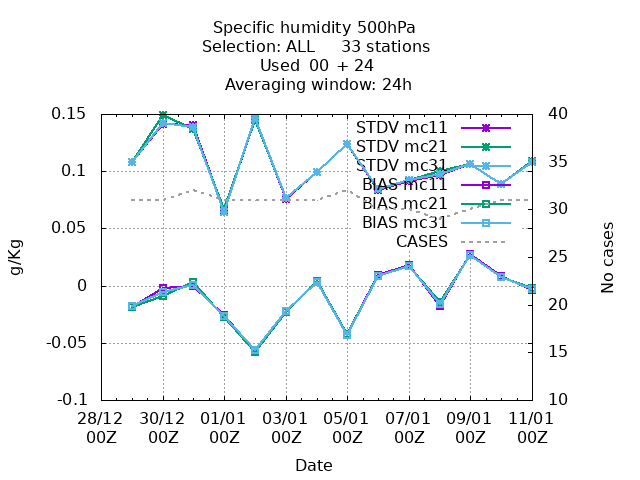 Specific humidity 500hPa
Selection: ALL 33 stations
Used 00 + 24
Averaging window: 24h
0.15
0.1
0.05
0
-0.05
-0.1
g/Kg
40
35
30
25
20
15
10
No cases
STDV mc11
STDV mc21
STDV mc31
BIAS mc11
BIAS mc21
BIAS mc31
CASES
28/12 30/12 01/01 03/01 05/01 07/01 09/01 11/01
00Z 00Z 00Z 00Z 00Z 00Z 00Z 00Z
Date